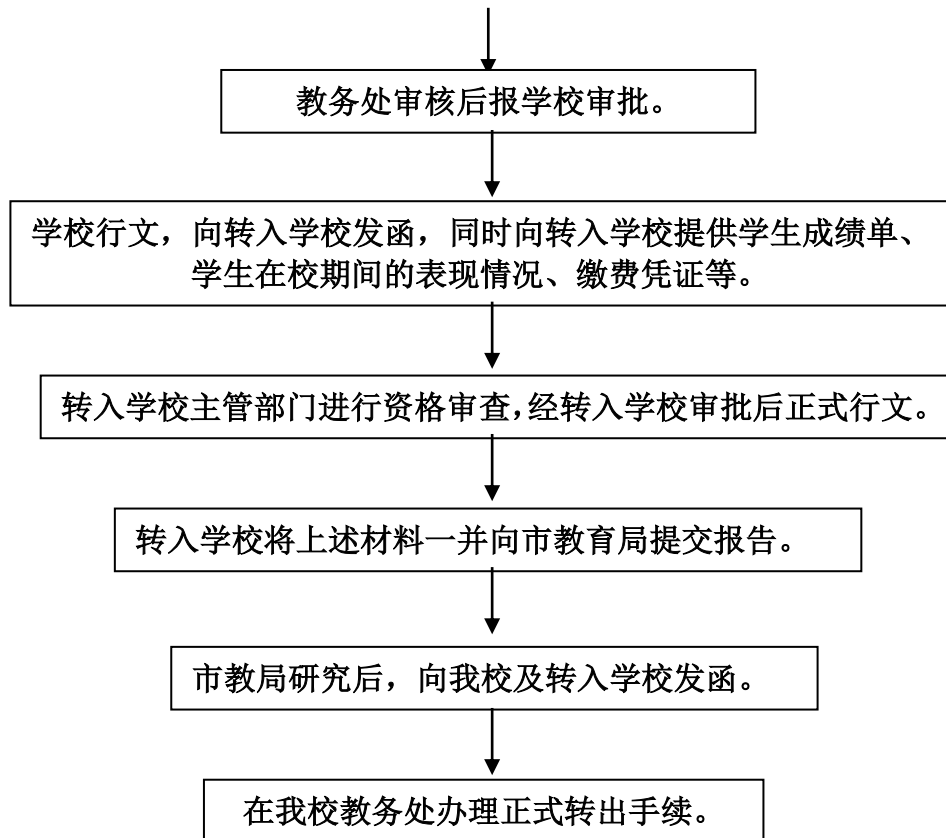 教务处审核后报学校审批。
学校行文，向转入学校发函，同时向转入学校提供学生成绩单、
学生在校期间的表现情况、缴费凭证等。
转入学校主管部门进行资格审查,经转入学校审批后正式行文。
转入学校将上述材料一并向市教育局提交报告。
市教局研究后，向我校及转入学校发函。
在我校教务处办理正式转出手续。